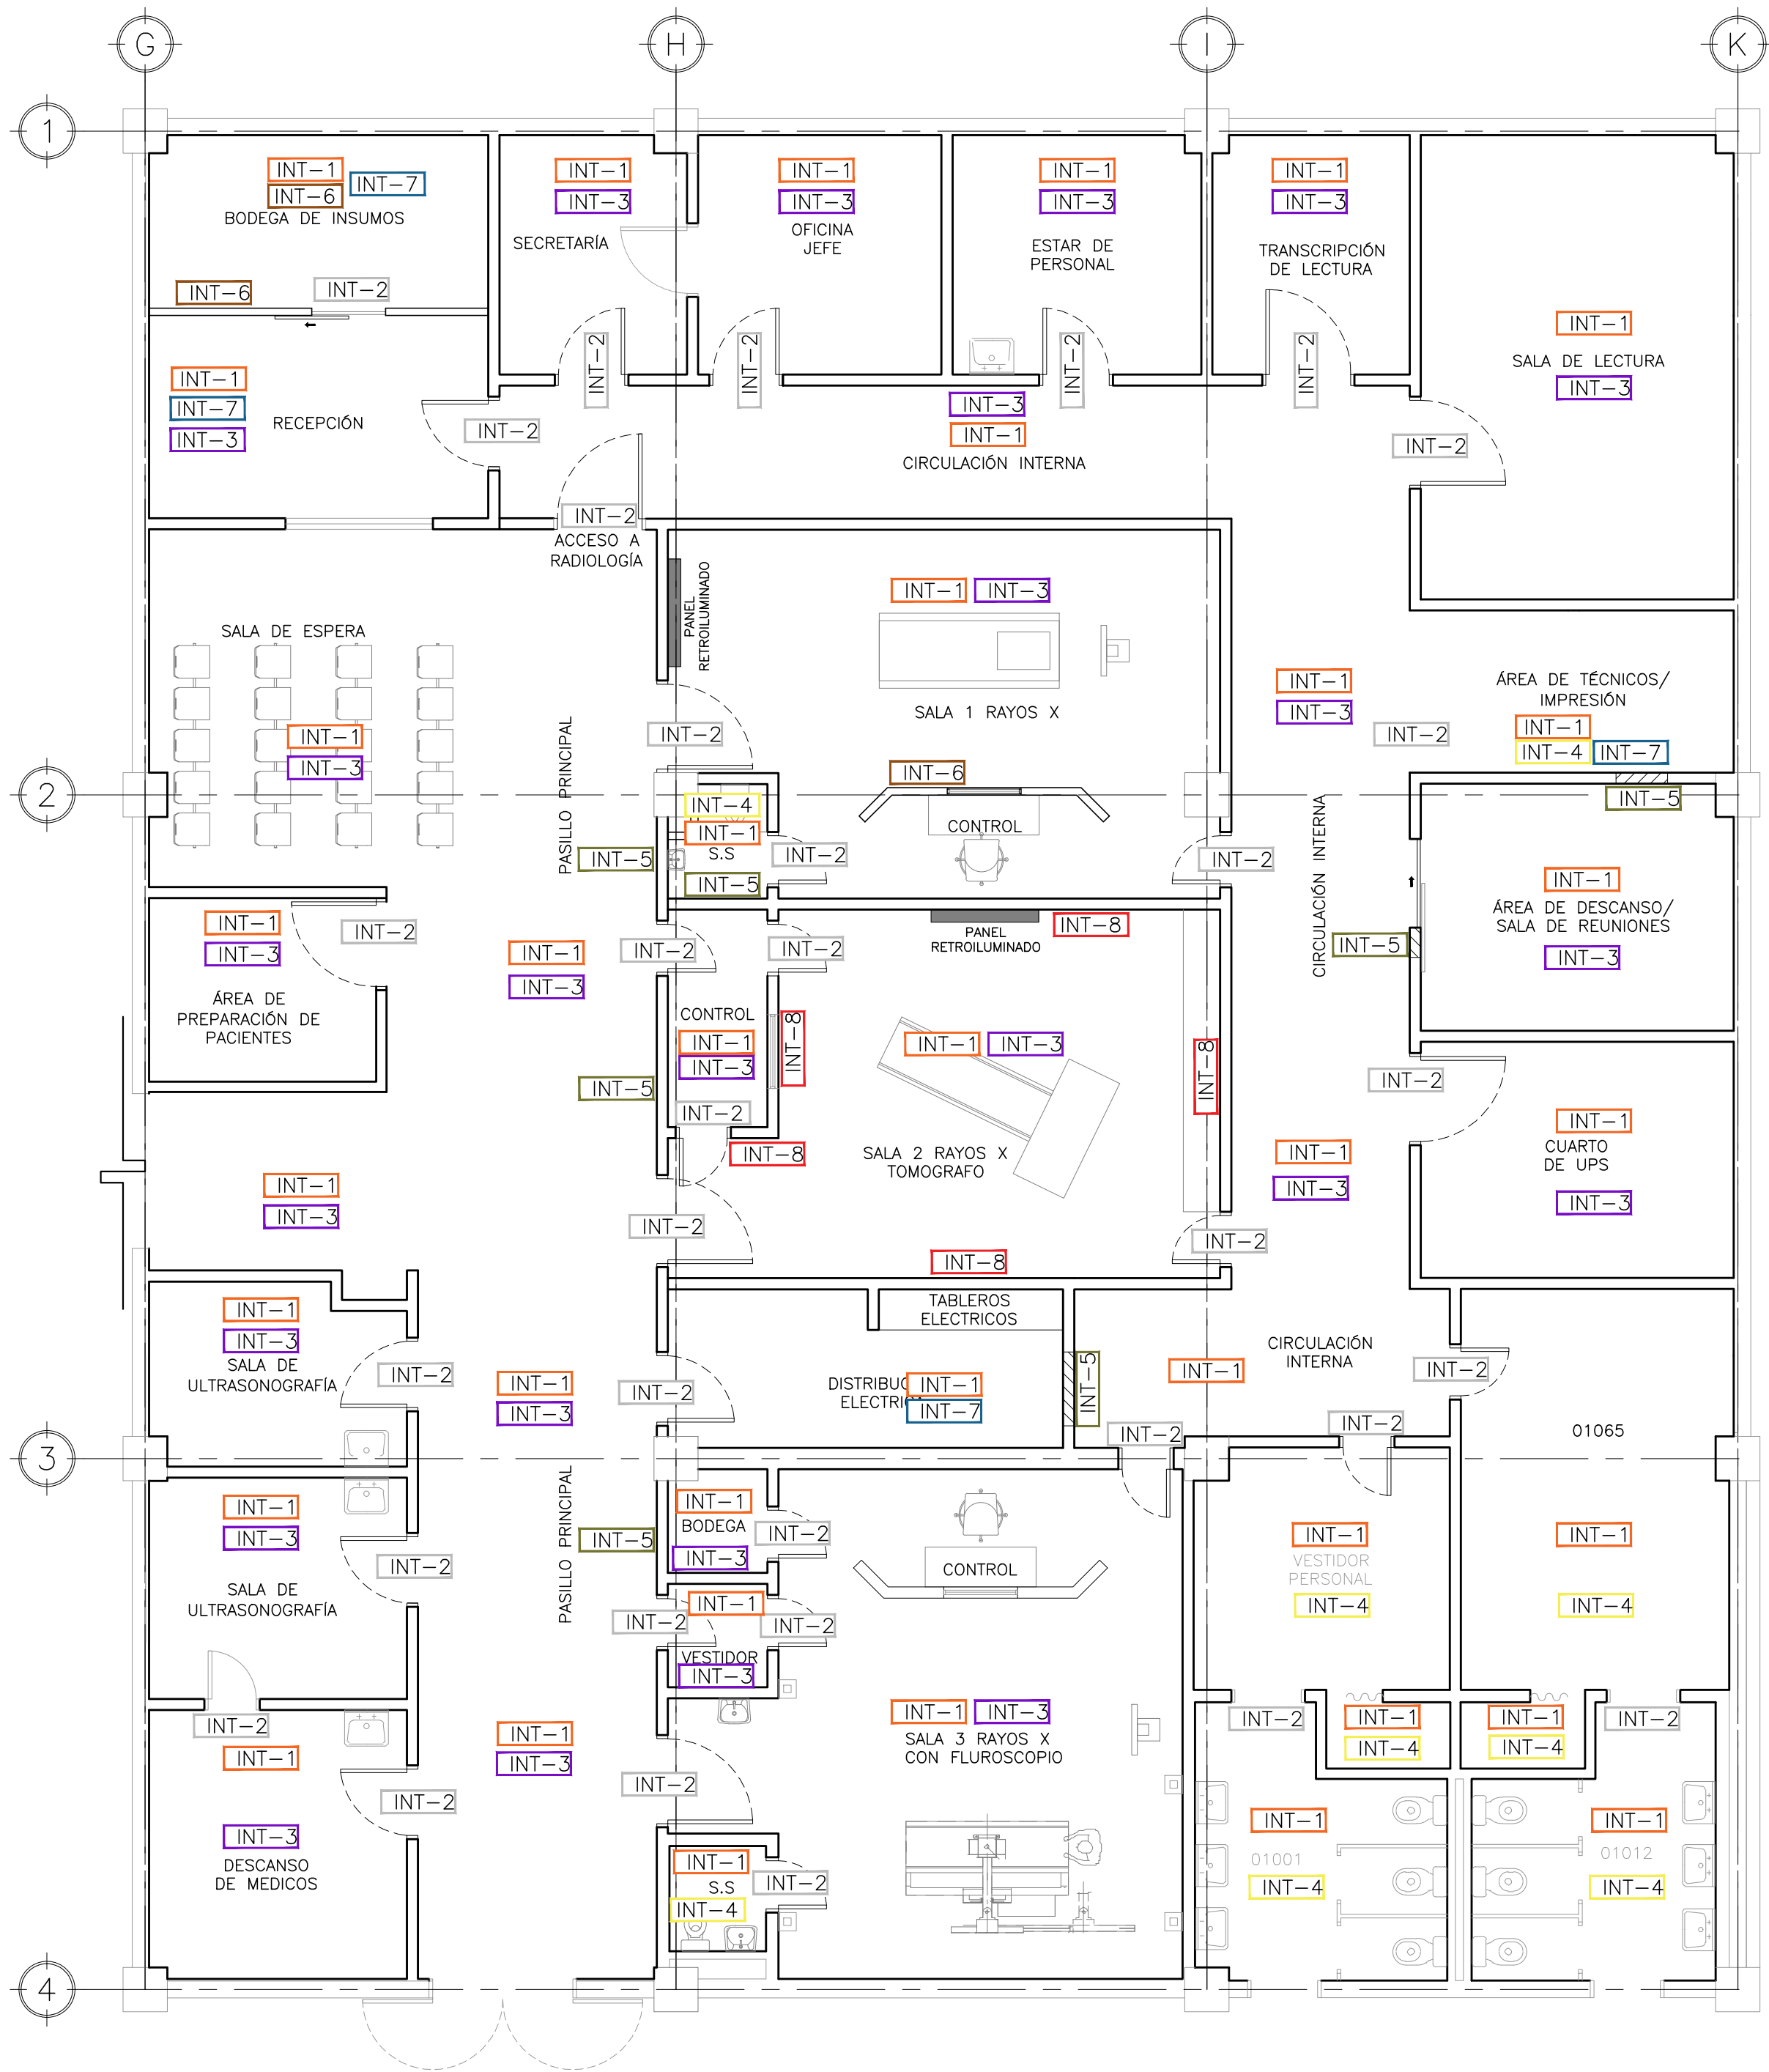 G
H
I
K
1
INT-1
INT-7
INT-6
BODEGA DE INSUMOS
INT-6
INT-2
INT-1
INT-3
SECRETARÍA
INT-2
INT-1
INT-3
OFICINA
JEFE
INT-2
INT-1
INT-3
ESTAR DE
PERSONAL
INT-2
INT-1
INT-3
TRANSCRIPCIÓN
DE LECTURA
INT-2
INT-1
SALA DE LECTURA
INT-3
INT-2
INT-1
INT-7
INT-3
RECEPCIÓN
INT-2
INT-3
INT-1
CIRCULACIÓN INTERNA
INT-2
ACCESO A
RADIOLOGÍA
PANEL
RETROILUMINADO
INT-1
INT-3
SALA 1 RAYOS X
SALA DE ESPERA
INT-1
INT-3
PASILLO PRINCIPAL
INT-2
INT-1
INT-3
INT-2
ÁREA DE TÉCNICOS/
IMPRESIÓN
INT-1
INT-4
INT-7
2
INT-6
CONTROL
INT-4
INT-1
S.S
INT-5
INT-5
INT-2
INT-2
CIRCULACIÓN INTERNA
INT-5
INT-1
ÁREA DE DESCANSO/
SALA DE REUNIONES
INT-3
INT-5
INT-1
INT-3
INT-2
ÁREA DE
PREPARACIÓN DE
PACIENTES
INT-1
INT-3
INT-2
INT-2
PANEL
RETROILUMINADO
INT-8
CONTROL
INT-1
INT-3
INT-8
INT-5
INT-2
INT-8
INT-1
INT-3
INT-8
SALA 2 RAYOS X
TOMOGRAFO
INT-2
INT-1
CUARTO
DE UPS
INT-3
INT-1
INT-3
INT-1
INT-3
INT-2
INT-2
INT-8
TABLEROS
ELECTRICOS
INT-1
INT-3
SALA DE
ULTRASONOGRAFÍA
INT-2
INT-1
INT-3
INT-2
INT-1
INT-7
INT-5
INT-1
CIRCULACIÓN
INTERNA
INT-2
INT-2
INT-2
01065
3
INT-1
INT-3
SALA DE
ULTRASONOGRAFÍA
INT-2
PASILLO PRINCIPAL
INT-5
INT-1
BODEGA
INT-3
INT-2
CONTROL
INT-1
VESTIDOR
PERSONAL
INT-4
INT-1
INT-4
INT-2
INT-1
INT-2
VESTIDOR
INT-3
INT-1
INT-3
SALA 3 RAYOS X
CON FLUROSCOPIO
INT-2
INT-1
INT-4
INT-1
INT-4
INT-2
INT-2
INT-1
INT-3
DESCANSO
DE MEDICOS
INT-2
INT-1
INT-3
INT-2
INT-1
S.S
INT-4
INT-2
INT-1
01001
INT-4
INT-1
01012
INT-4
4